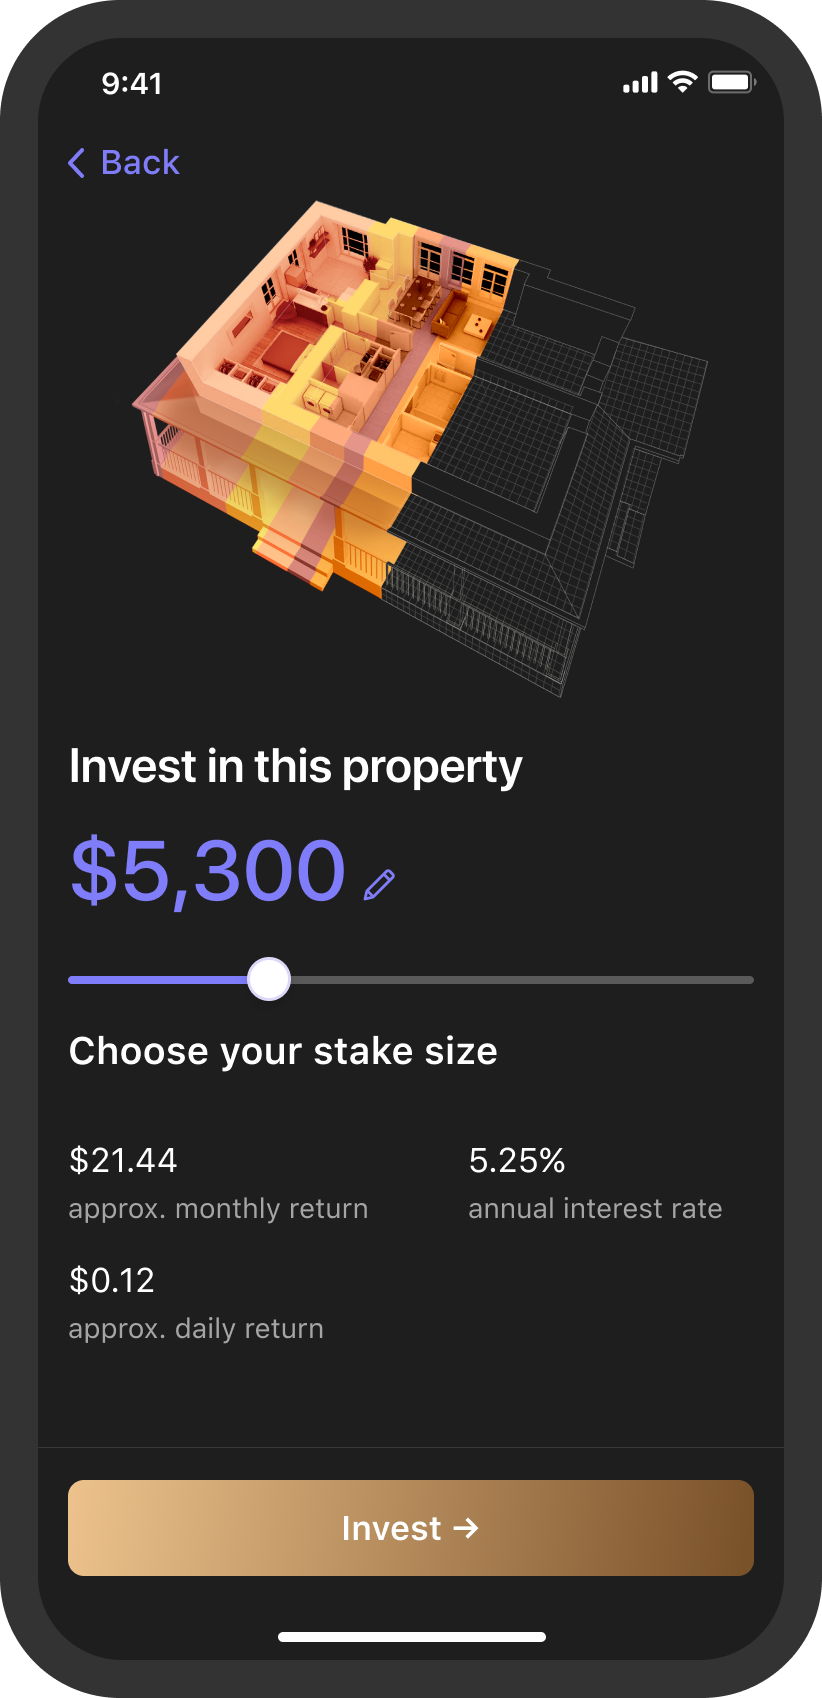 9:41
Back
Invest in this property
$5,300
Choose your stake size
$21.44
approx. monthly return
5.25%
annual interest rate
$0.12
approx. daily return
Invest →